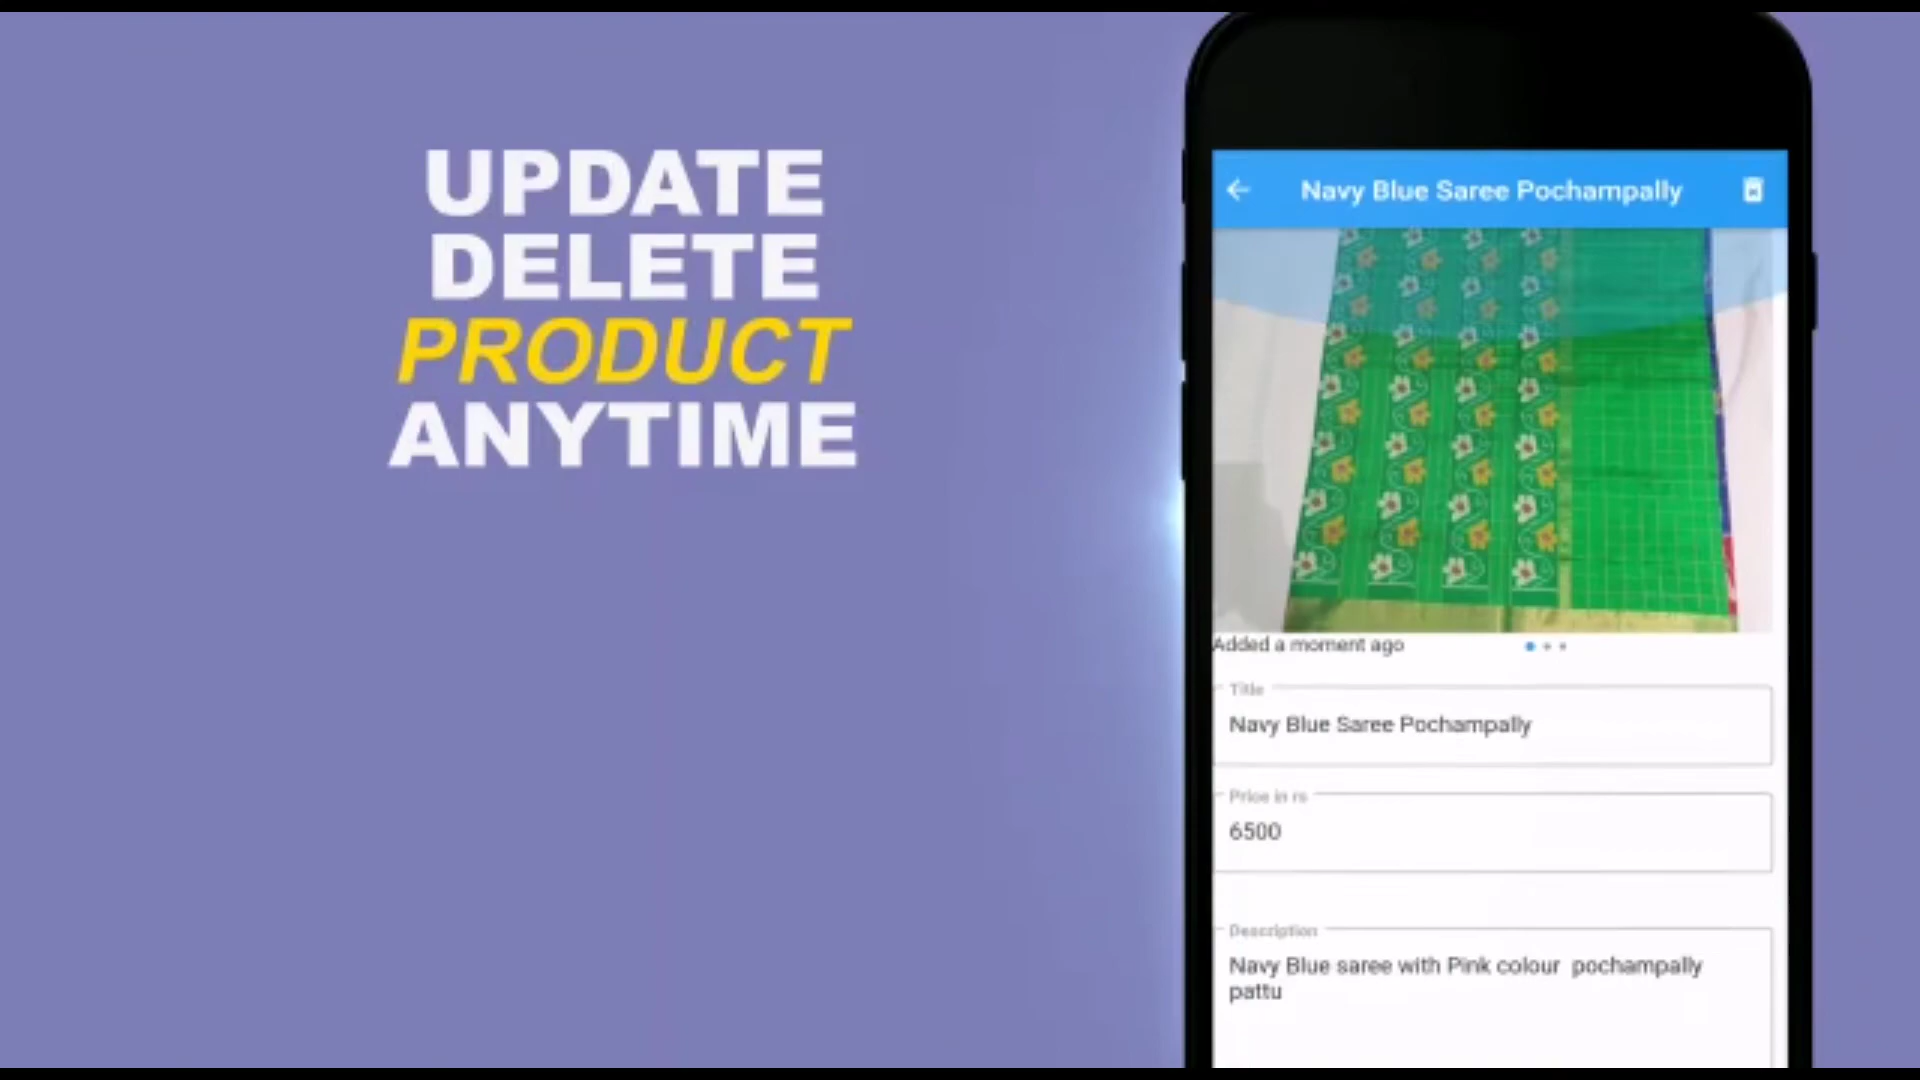 UPDATE
DELETE
PRODUCT
ANYTIME
Navy Blue Saree Pochampally
Added a moment ago
Title
Navy Blue Saree Pochampally
Price in rs
6500
Description
Navy Blue saree with Pink colour pochampally
pattu